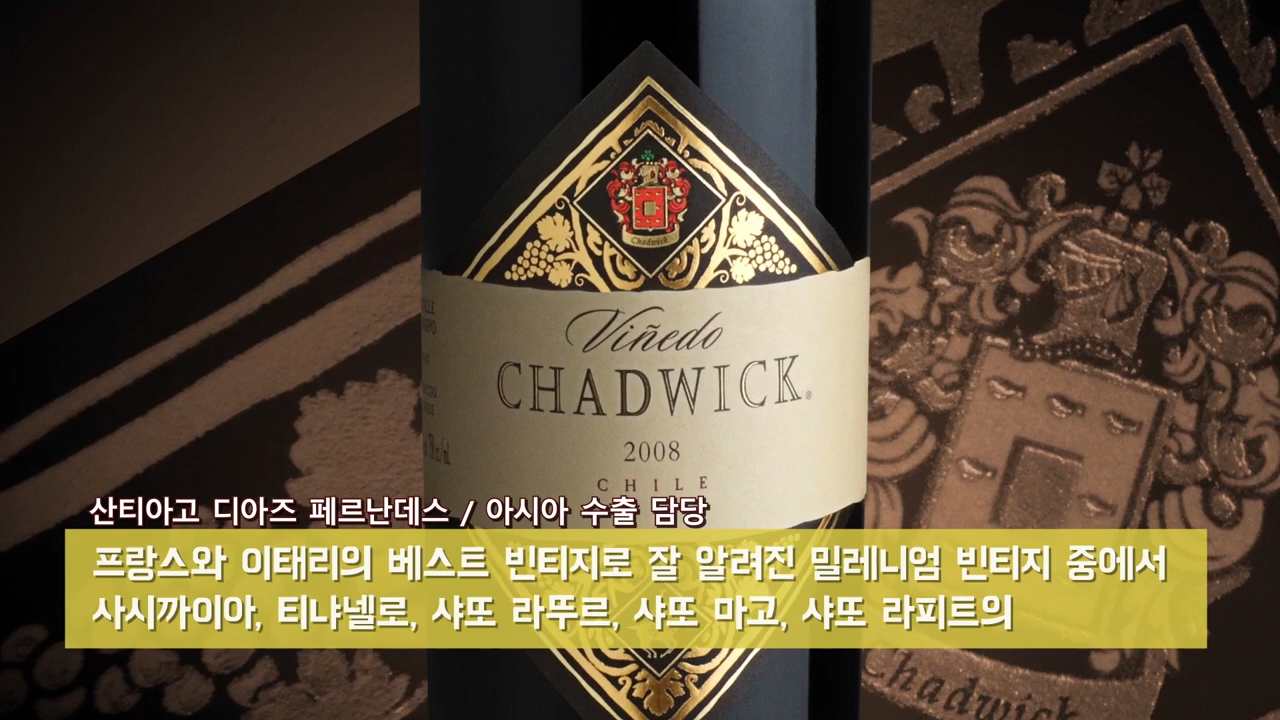 Chadwick
Viñedo
CHADWICK®
2008
CHILE
산티아고 디아즈 페르난데스 / 아시아 수출 담당
프랑스와 이태리의 베스트 빈티지로 잘 알려진 밀레니엄 빈티지 중에서
사시까이아, 티냐넬로, 샤또 라뚜르, 샤또 마고, 샤또 라피트의
Chadwick